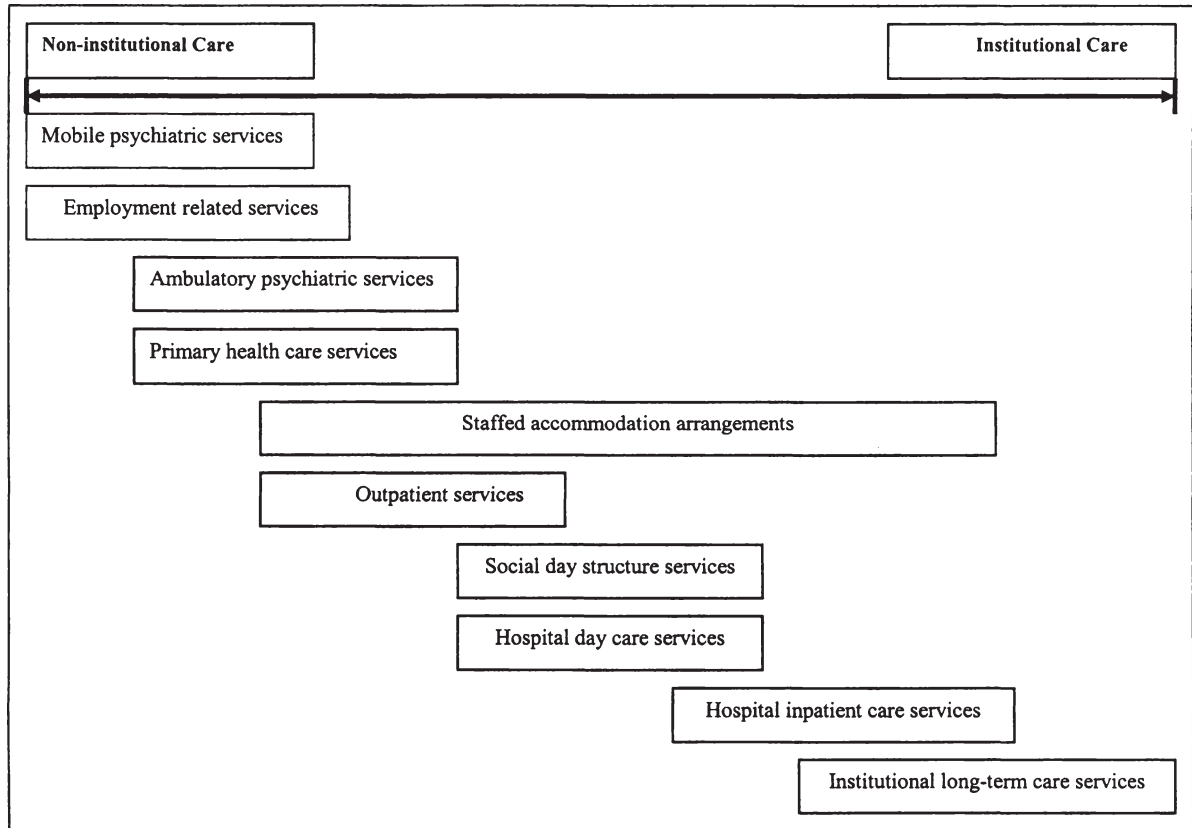 Non-institutional Care
Institutional Care
Mobile psychiatric services
Employment related services
Ambulatory psychiatric services
Primary health care services
Staffed accommodation arrangements
Outpatient services
Social day structure services
Hospital day care services
Hospital inpatient care services
Institutional long-term care services